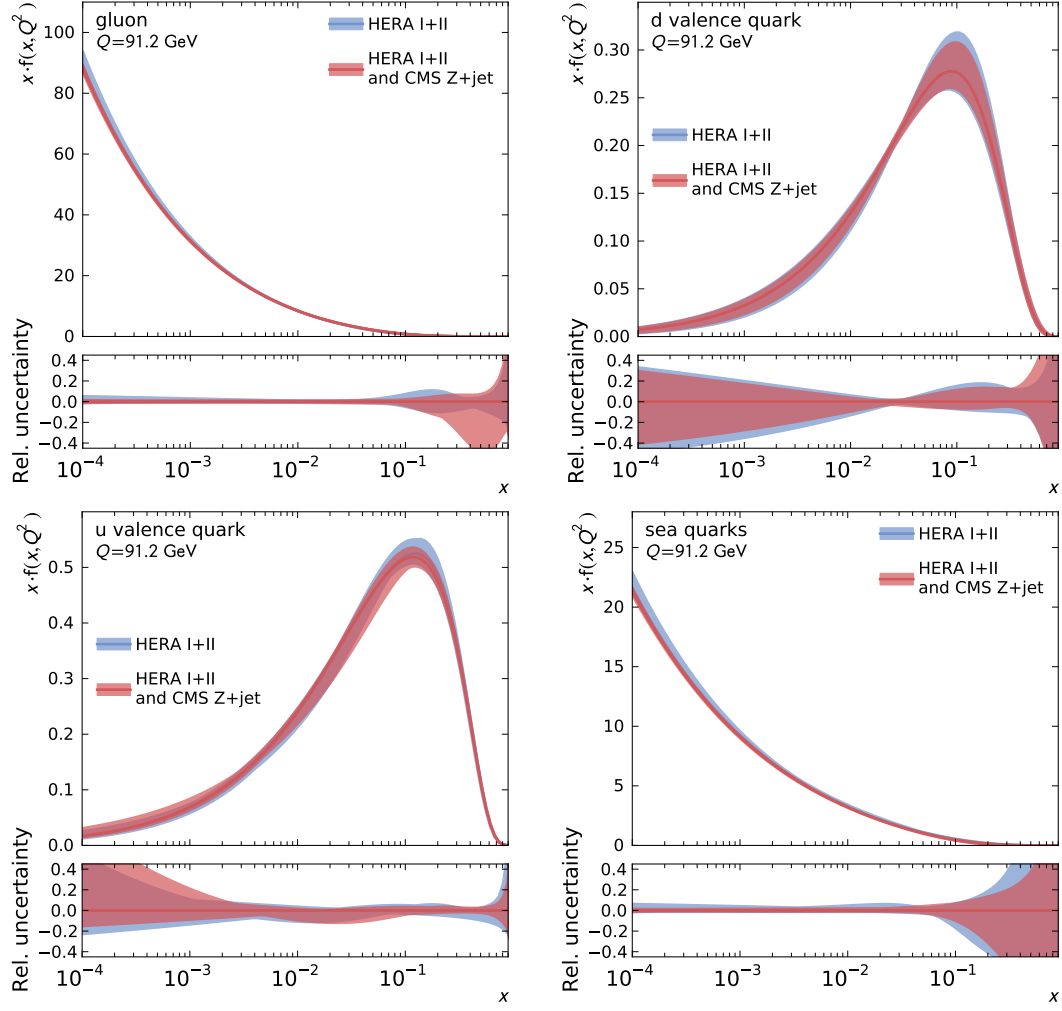 gluon
Q=91.2 GeV
HERA I+II
HERA I+II
and CMS Z+jet
x·f(x,Q²)
100
80
60
40
20
0
Rel. uncertainty
0.4
0.2
0.0
−0.2
−0.4
10⁻⁴ 10⁻³ 10⁻² 10⁻¹
x
d valence quark
Q=91.2 GeV
HERA I+II
HERA I+II
and CMS Z+jet
x·f(x,Q²)
0.30
0.25
0.20
0.15
0.10
0.05
0.00
Rel. uncertainty
0.4
0.2
0.0
−0.2
−0.4
10⁻⁴ 10⁻³ 10⁻² 10⁻¹
x
u valence quark
Q=91.2 GeV
HERA I+II
HERA I+II
and CMS Z+jet
x·f(x,Q²)
0.5
0.4
0.3
0.2
0.1
0.0
Rel. uncertainty
0.4
0.2
0.0
−0.2
−0.4
10⁻⁴ 10⁻³ 10⁻² 10⁻¹
x
sea quarks
Q=91.2 GeV
HERA I+II
HERA I+II
and CMS Z+jet
x·f(x,Q²)
25
20
15
10
5
0
Rel. uncertainty
0.4
0.2
0.0
−0.2
−0.4
10⁻⁴ 10⁻³ 10⁻² 10⁻¹
x